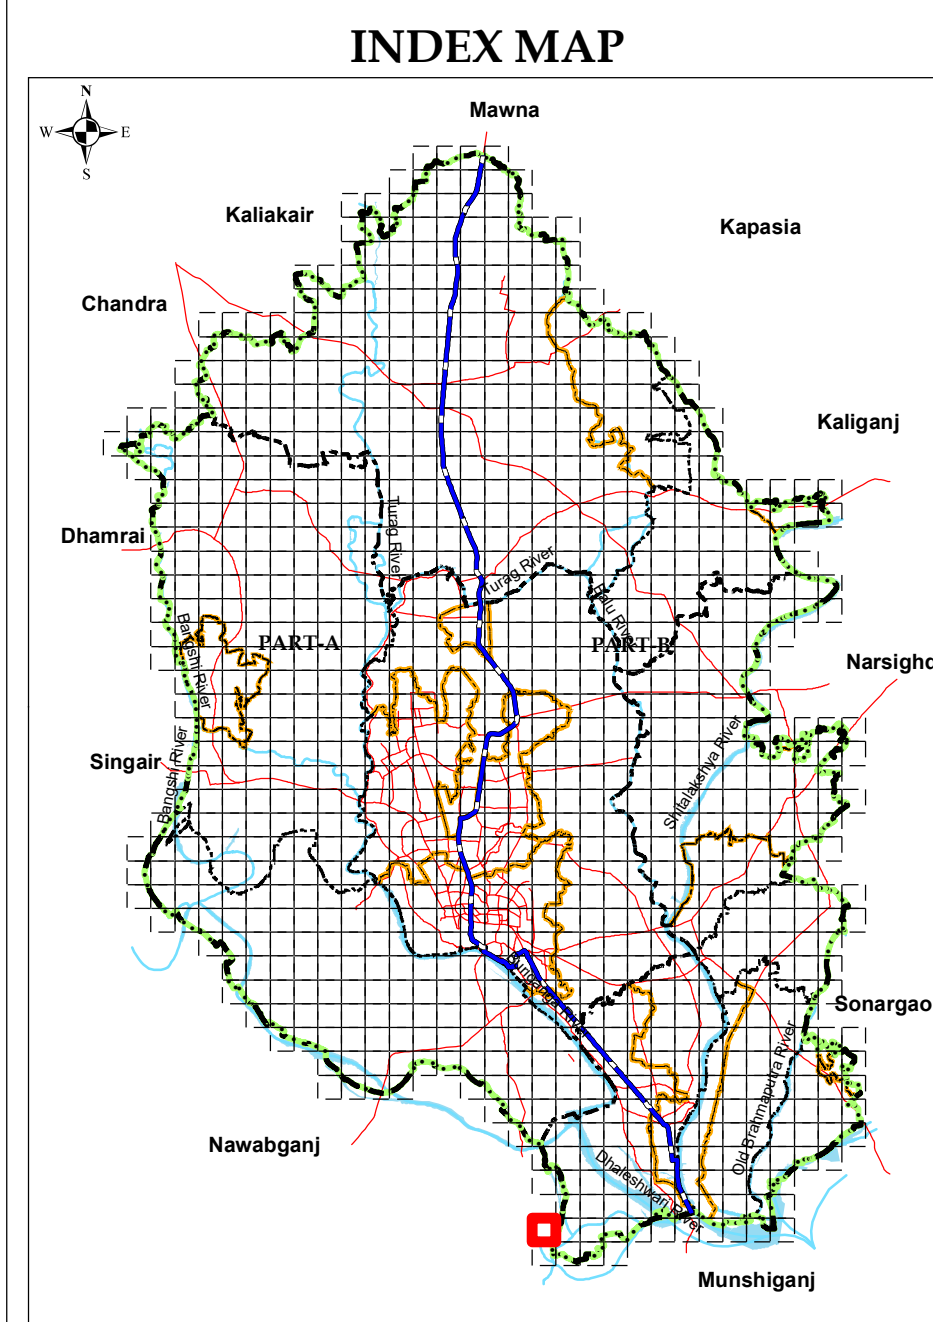 INDEX MAP
N
W E
S
Mawna
Kaliakair
Kapasia
Chandra
Kaliganj
Dhamrai
Turag River
Turag River
Balu River
Bangshi River
PART-A
PART-B
Narsighd
Singair
Bangshi River
Shitalakshya River
Buriganga River
Sonargao
Old Brahmaputra River
Nawabganj
Dhaleshwari River
Munshiganj